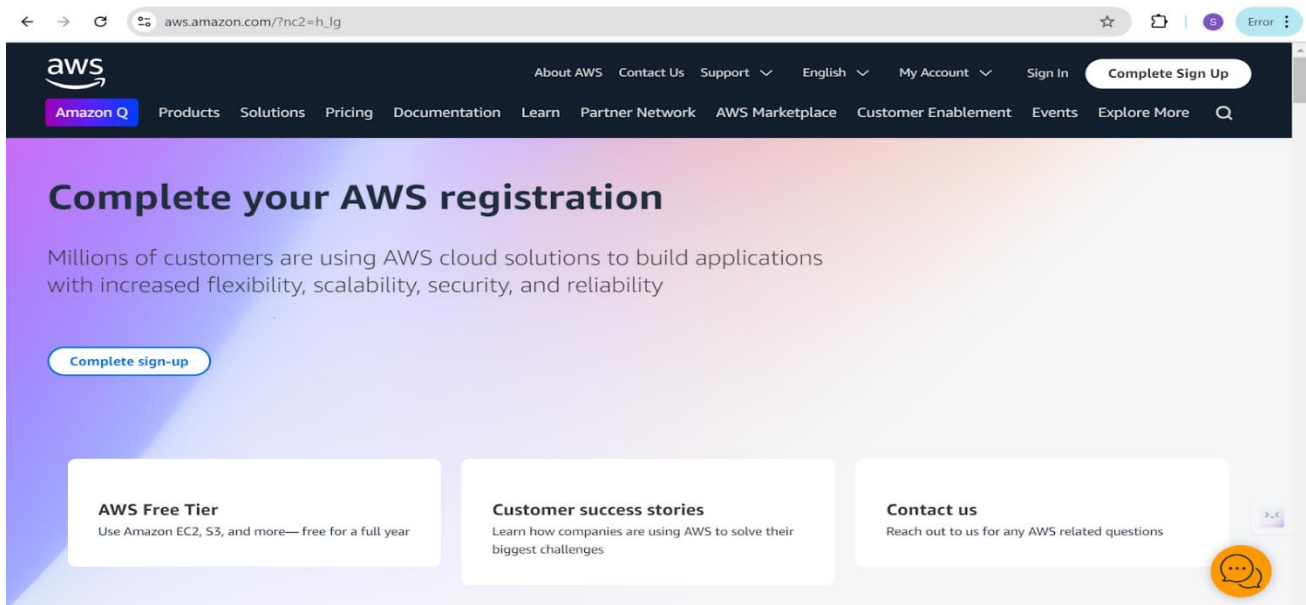 aws.amazon.com/?nc2=h_lg
S
Error
aws
About AWS Contact Us Support English My Account Sign In Complete Sign Up
Amazon Q Products Solutions Pricing Documentation Learn Partner Network AWS Marketplace Customer Enablement Events Explore More
Complete your AWS registration
Millions of customers are using AWS cloud solutions to build applications
with increased flexibility, scalability, security, and reliability
Complete sign-up
AWS Free Tier
Use Amazon EC2, S3, and more— free for a full year
Customer success stories
Learn how companies are using AWS to solve their
biggest challenges
Contact us
Reach out to us for any AWS related questions